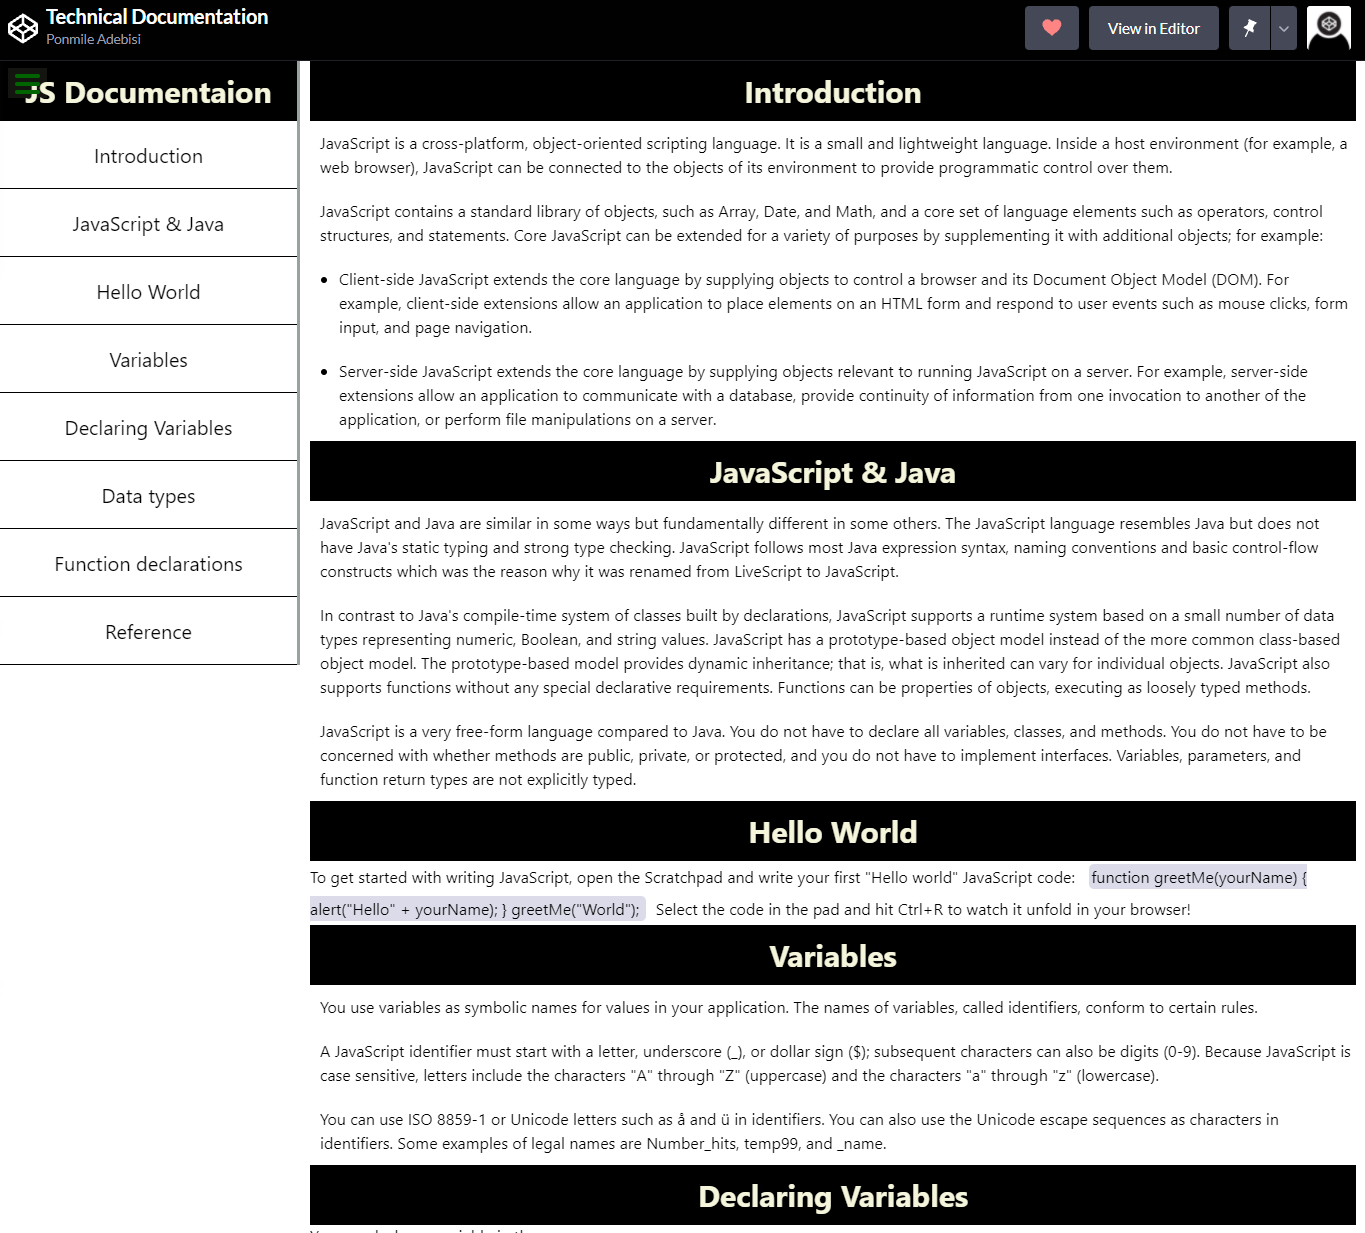 Technical Documentation
Ponmile Adebisi
View in Editor
JS Documentaion
Introduction
JavaScript & Java
Hello World
Variables
Declaring Variables
Data types
Function declarations
Reference
Introduction
JavaScript is a cross-platform, object-oriented scripting language. It is a small and lightweight language. Inside a host environment (for example, a
web browser), JavaScript can be connected to the objects of its environment to provide programmatic control over them.
JavaScript contains a standard library of objects, such as Array, Date, and Math, and a core set of language elements such as operators, control
structures, and statements. Core JavaScript can be extended for a variety of purposes by supplementing it with additional objects; for example:
• Client-side JavaScript extends the core language by supplying objects to control a browser and its Document Object Model (DOM). For
example, client-side extensions allow an application to place elements on an HTML form and respond to user events such as mouse clicks, form
input, and page navigation.
• Server-side JavaScript extends the core language by supplying objects relevant to running JavaScript on a server. For example, server-side
extensions allow an application to communicate with a database, provide continuity of information from one invocation to another of the
application, or perform file manipulations on a server.
JavaScript & Java
JavaScript and Java are similar in some ways but fundamentally different in some others. The JavaScript language resembles Java but does not
have Java's static typing and strong type checking. JavaScript follows most Java expression syntax, naming conventions and basic control-flow
constructs which was the reason why it was renamed from LiveScript to JavaScript.
In contrast to Java's compile-time system of classes built by declarations, JavaScript supports a runtime system based on a small number of data
types representing numeric, Boolean, and string values. JavaScript has a prototype-based object model instead of the more common class-based
object model. The prototype-based model provides dynamic inheritance; that is, what is inherited can vary for individual objects. JavaScript also
supports functions without any special declarative requirements. Functions can be properties of objects, executing as loosely typed methods.
JavaScript is a very free-form language compared to Java. You do not have to declare all variables, classes, and methods. You do not have to be
concerned with whether methods are public, private, or protected, and you do not have to implement interfaces. Variables, parameters, and
function return types are not explicitly typed.
Hello World
To get started with writing JavaScript, open the Scratchpad and write your first "Hello world" JavaScript code: function greetMe(yourName) {
alert("Hello" + yourName); } greetMe("World"); Select the code in the pad and hit Ctrl+R to watch it unfold in your browser!
Variables
You use variables as symbolic names for values in your application. The names of variables, called identifiers, conform to certain rules.
A JavaScript identifier must start with a letter, underscore (_), or dollar sign ($); subsequent characters can also be digits (0-9). Because JavaScript is
case sensitive, letters include the characters "A" through "Z" (uppercase) and the characters "a" through "z" (lowercase).
You can use ISO 8859-1 or Unicode letters such as å and ü in identifiers. You can also use the Unicode escape sequences as characters in
identifiers. Some examples of legal names are Number_hits, temp99, and _name.
Declaring Variables